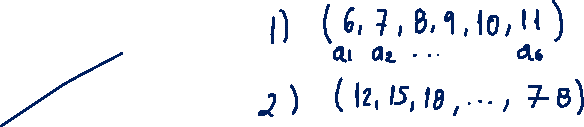 1) (6, 7, 8, 9, 10, 11)
a1 a2 ... a6
2) (12, 15, 18, ..., 78)